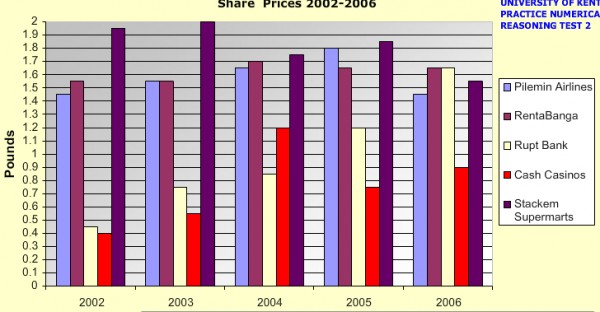 Share Prices 2002-2006
UNIVERSITY OF KENT
PRACTICE NUMERICA
REASONING TEST 2
Pounds
2
1.9
1.8
1.7
1.6
1.5
1.4
1.3
1.2
1.1
1
0.9
0.8
0.7
0.6
0.5
0.4
0.3
0.2
0.1
0
2002
2003
2004
2005
2006
Pilemin Airlines
RentaBanga
Rupt Bank
Cash Casinos
Stackem
Supermarts